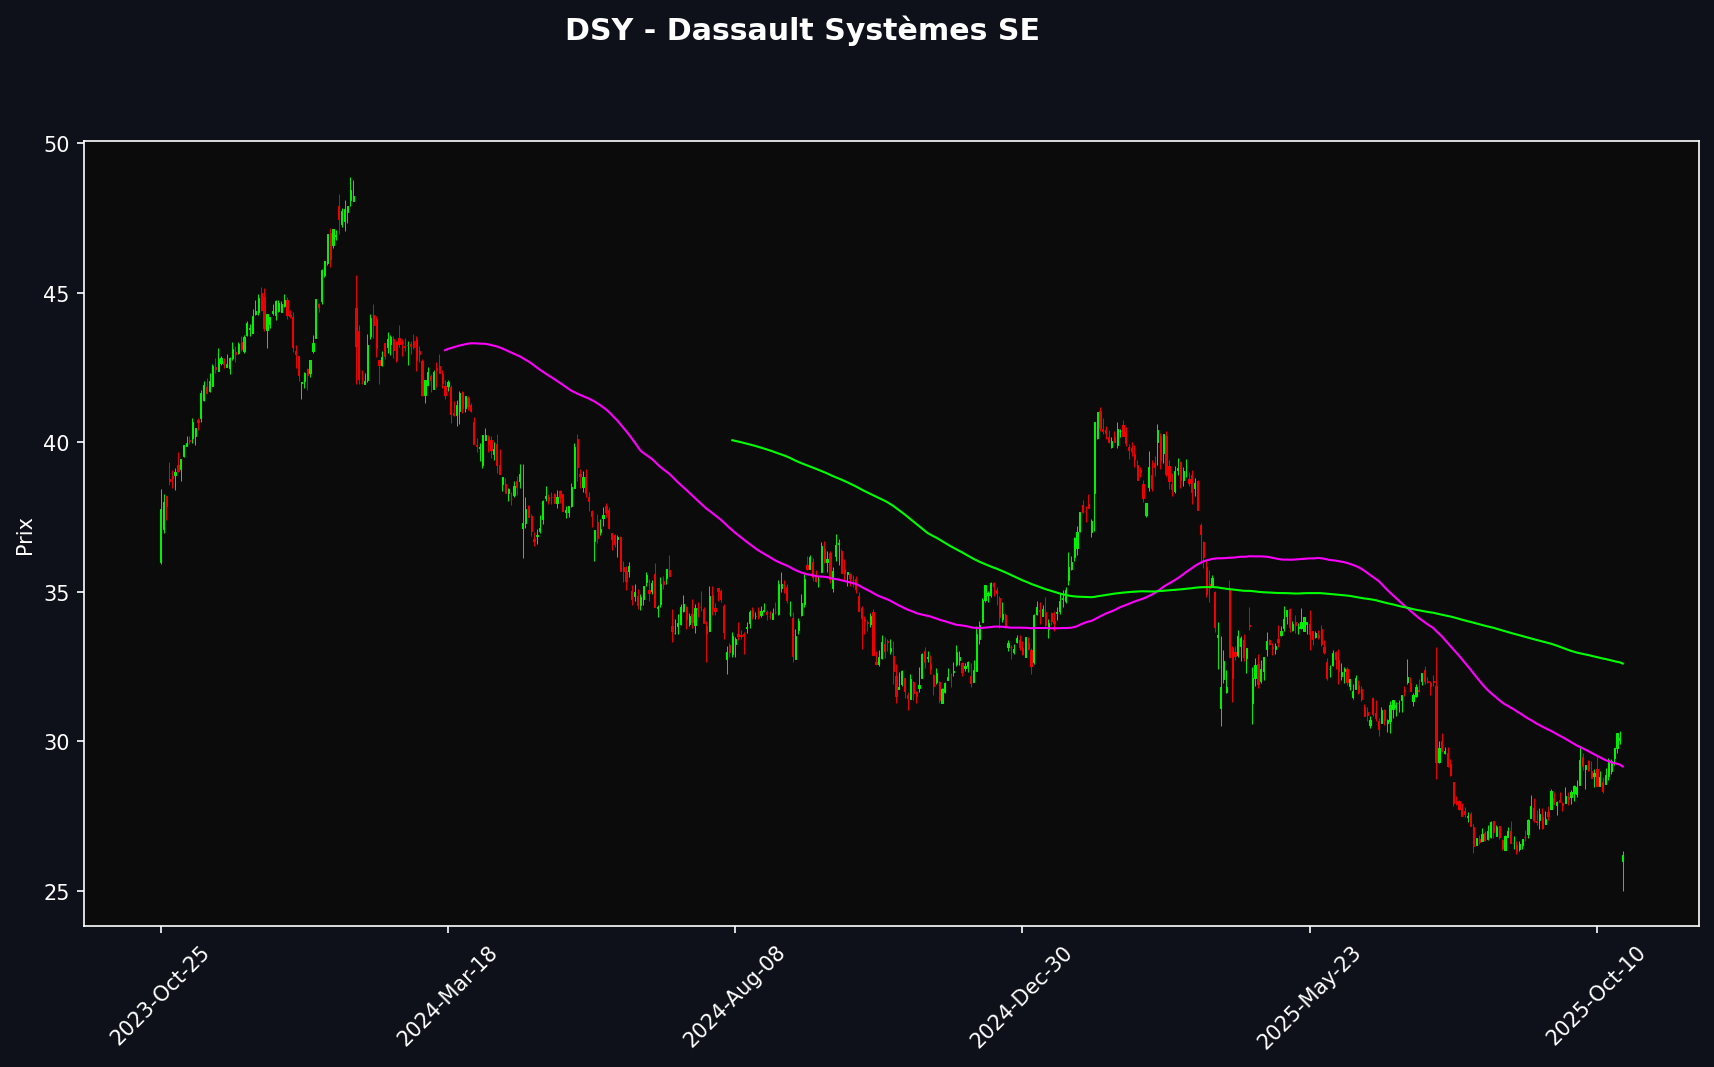 DSY - Dassault Systèmes SE
Prix
50
45
40
35
30
25
2023-Oct-25
2024-Mar-18
2024-Aug-08
2024-Dec-30
2025-May-23
2025-Oct-10